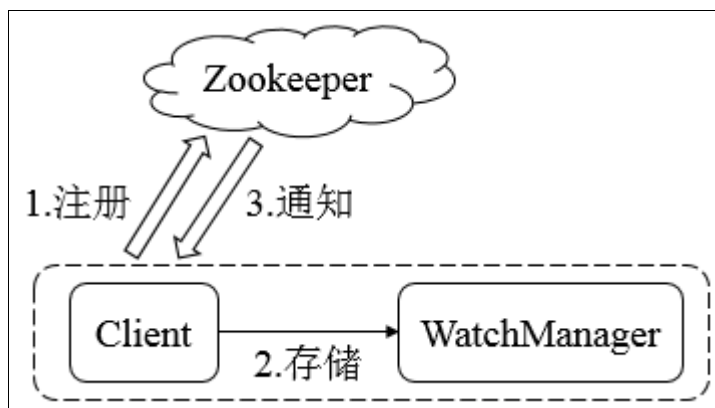 Zookeeper
1.注册
3.通知
Client
2.存储
WatchManager